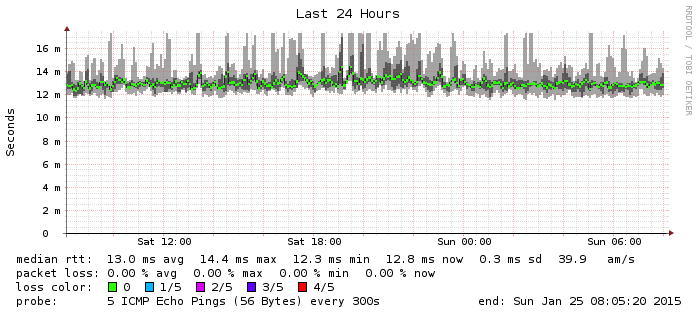 Last 24 Hours
RRDTOOL / TOBI OETIKER
Seconds
16 m
14 m
12 m
10 m
8 m
6 m
4 m
2 m
0
Sat 12:00 Sat 18:00 Sun 00:00 Sun 06:00
median rtt: 13.0 ms avg 14.4 ms max 12.3 ms min 12.8 ms now 0.3 ms sd 39.9 am/s
packet loss: 0.00 % avg 0.00 % max 0.00 % min 0.00 % now
loss color: 0 1/5 2/5 3/5 4/5
probe: 5 ICMP Echo Pings (56 Bytes) every 300s end: Sun Jan 25 08:05:20 2015